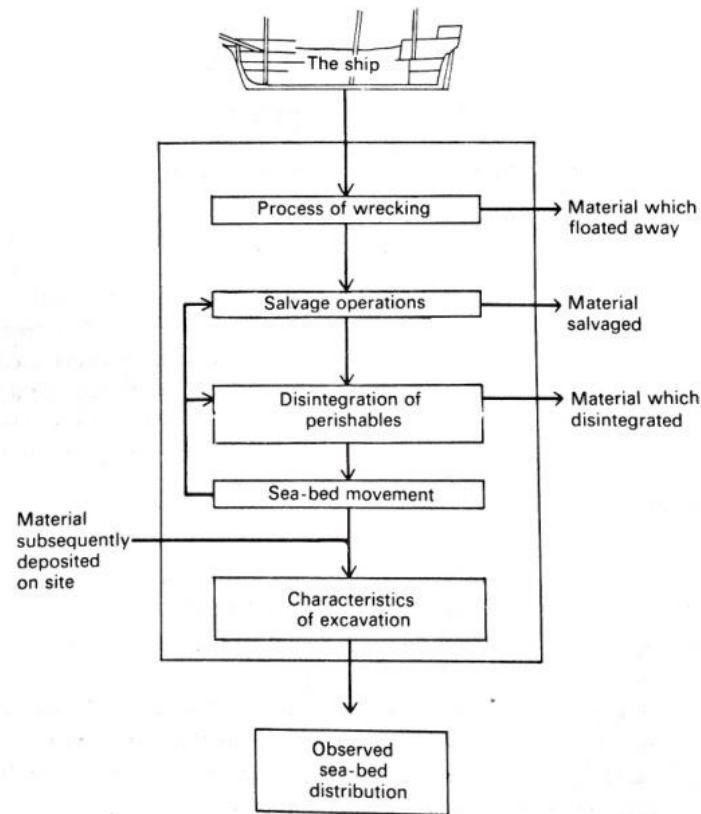 The ship
Process of wrecking
Material which
floated away
Salvage operations
Material
salvaged
Disintegration of
perishables
Material which
disintegrated
Sea-bed movement
Material
subsequently
deposited
on site
Characteristics
of excavation
Observed
sea-bed
distribution